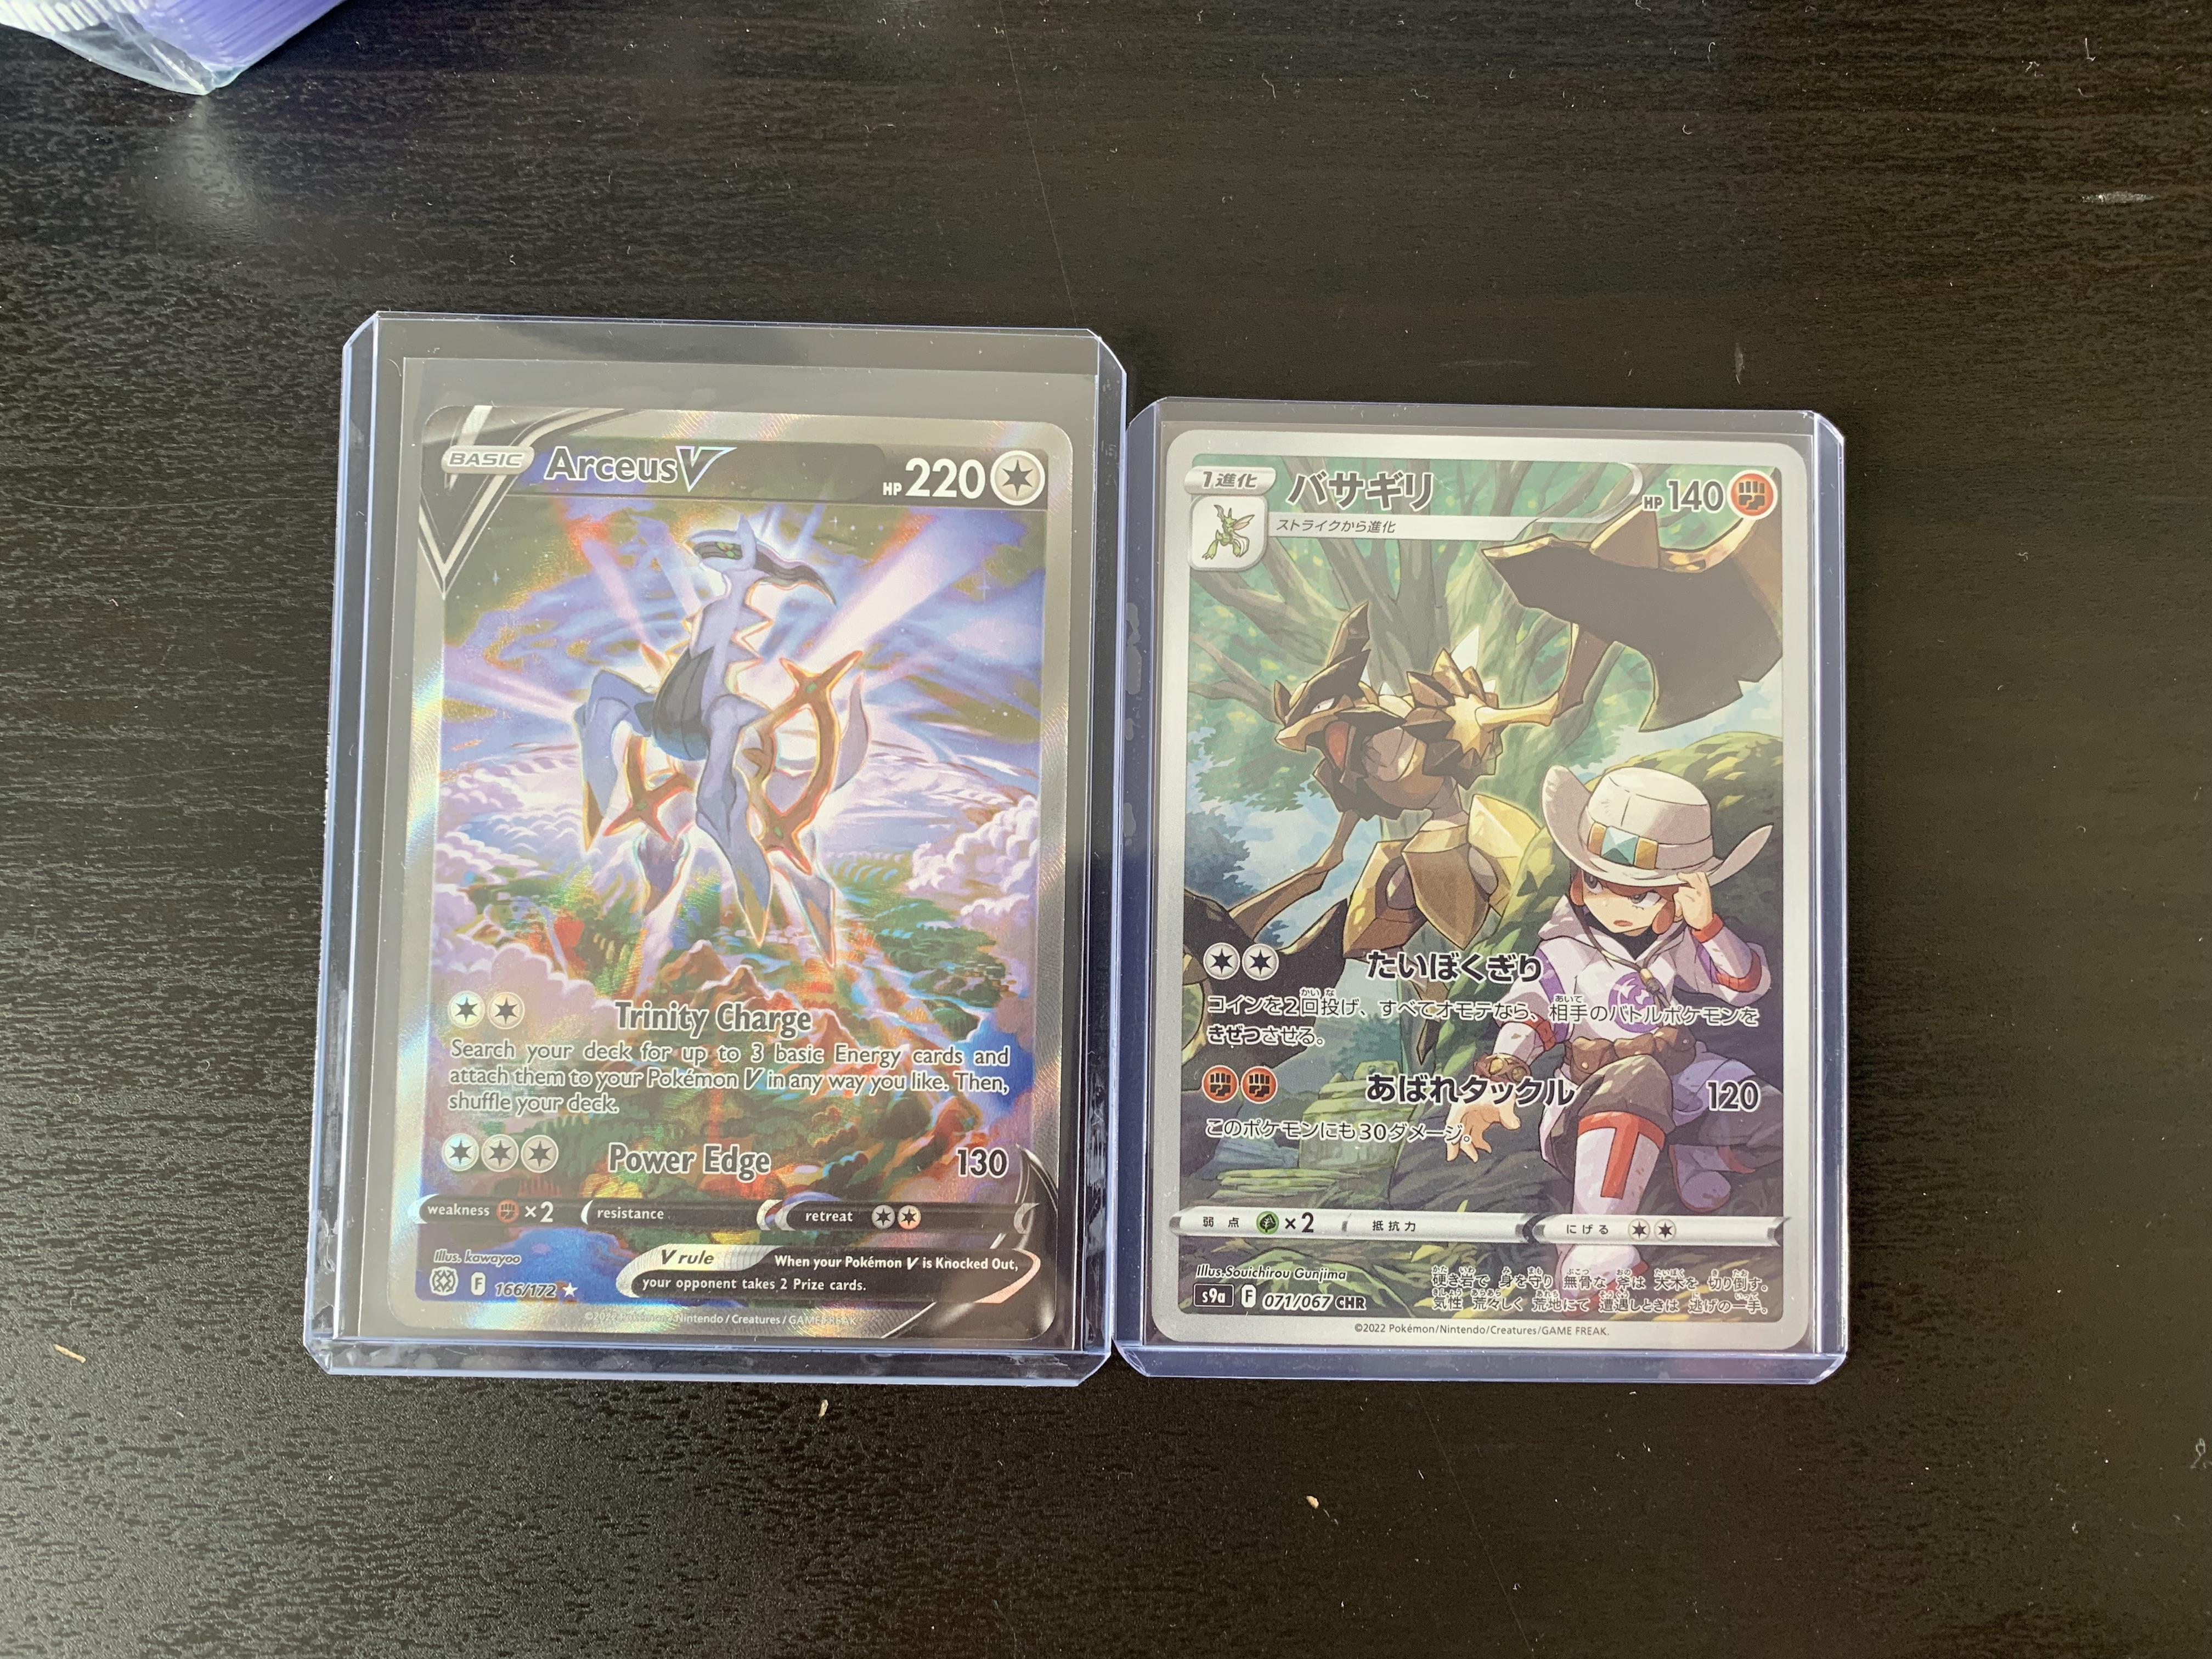 BASIC ArceusV HP 220
Trinity Charge
Search your deck for up to 3 basic Energy cards and
attach them to your Pokémon V in any way you like. Then,
shuffle your deck.
Power Edge 130
weakness ×2 resistance retreat
Illus. kawayoo
V rule When your Pokémon V is Knocked Out,
your opponent takes 2 Prize cards.
F 166/172
Pokémon/Nintendo/Creatures/GAME FREAK
1進化 バサギリ HP 140
ストライクから進化
たいぼくぎり
コインを2回投げ、すべてオモテなら、相手のバトルポケモンを
きぜつさせる。
あばれタックル 120
このポケモンにも30ダメージ。
弱点 ×2 抵抗力 にげる
Illus.Souichirou Gunjima
硬き岩で 身を守り 無骨な 斧は 大木を 切り倒す。
気性 荒々しく 荒地にて 遭遇しときは 逃げの一手。
s9a F 071/067 CHR
©2022 Pokémon/Nintendo/Creatures/GAME FREAK.